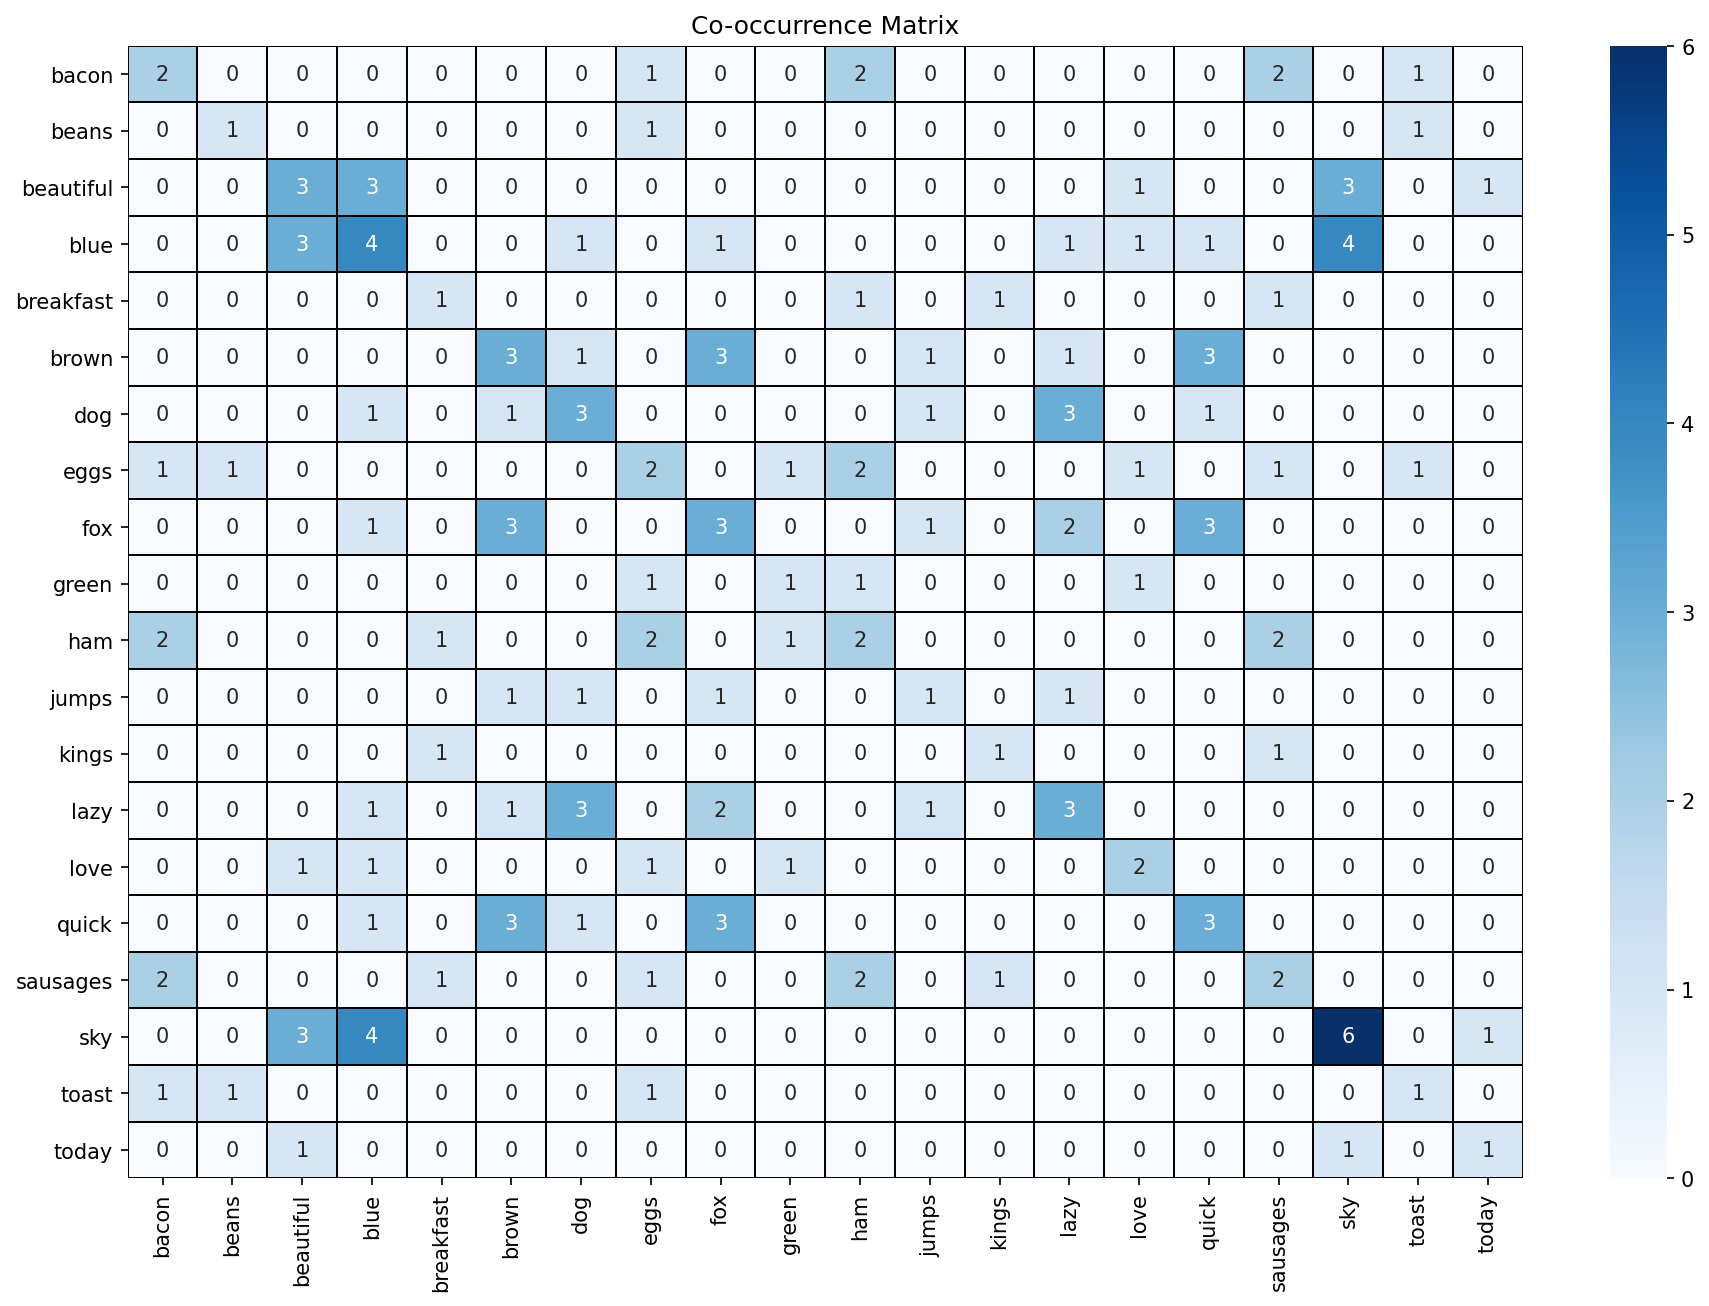 Co-occurrence Matrix
bacon 2 0 0 0 0 0 0 1 0 0 2 0 0 0 0 0 2 0 1 0
beans 0 1 0 0 0 0 0 1 0 0 0 0 0 0 0 0 0 0 1 0
beautiful 0 0 3 3 0 0 0 0 0 0 0 0 0 0 1 0 0 3 0 1
blue 0 0 3 4 0 0 1 0 1 0 0 0 0 1 1 1 0 4 0 0
breakfast 0 0 0 0 1 0 0 0 0 0 1 0 1 0 0 0 1 0 0 0
brown 0 0 0 0 0 3 1 0 3 0 0 1 0 1 0 3 0 0 0 0
dog 0 0 0 1 0 1 3 0 0 0 0 1 0 3 0 1 0 0 0 0
eggs 1 1 0 0 0 0 0 2 0 1 2 0 0 0 1 0 1 0 1 0
fox 0 0 0 1 0 3 0 0 3 0 0 1 0 2 0 3 0 0 0 0
green 0 0 0 0 0 0 0 1 0 1 1 0 0 0 1 0 0 0 0 0
ham 2 0 0 0 1 0 0 2 0 1 2 0 0 0 0 0 2 0 0 0
jumps 0 0 0 0 0 1 1 0 1 0 0 1 0 1 0 0 0 0 0 0
kings 0 0 0 0 1 0 0 0 0 0 0 0 1 0 0 0 1 0 0 0
lazy 0 0 0 1 0 1 3 0 2 0 0 1 0 3 0 0 0 0 0 0
love 0 0 1 1 0 0 0 1 0 1 0 0 0 0 2 0 0 0 0 0
quick 0 0 0 1 0 3 1 0 3 0 0 0 0 0 0 3 0 0 0 0
sausages 2 0 0 0 1 0 0 1 0 0 2 0 1 0 0 0 2 0 0 0
sky 0 0 3 4 0 0 0 0 0 0 0 0 0 0 0 0 0 6 0 1
toast 1 1 0 0 0 0 0 1 0 0 0 0 0 0 0 0 0 0 1 0
today 0 0 1 0 0 0 0 0 0 0 0 0 0 0 0 0 0 1 0 1
bacon beans beautiful blue breakfast brown dog eggs fox green ham jumps kings lazy love quick sausages sky toast today
6
5
4
3
2
1
0